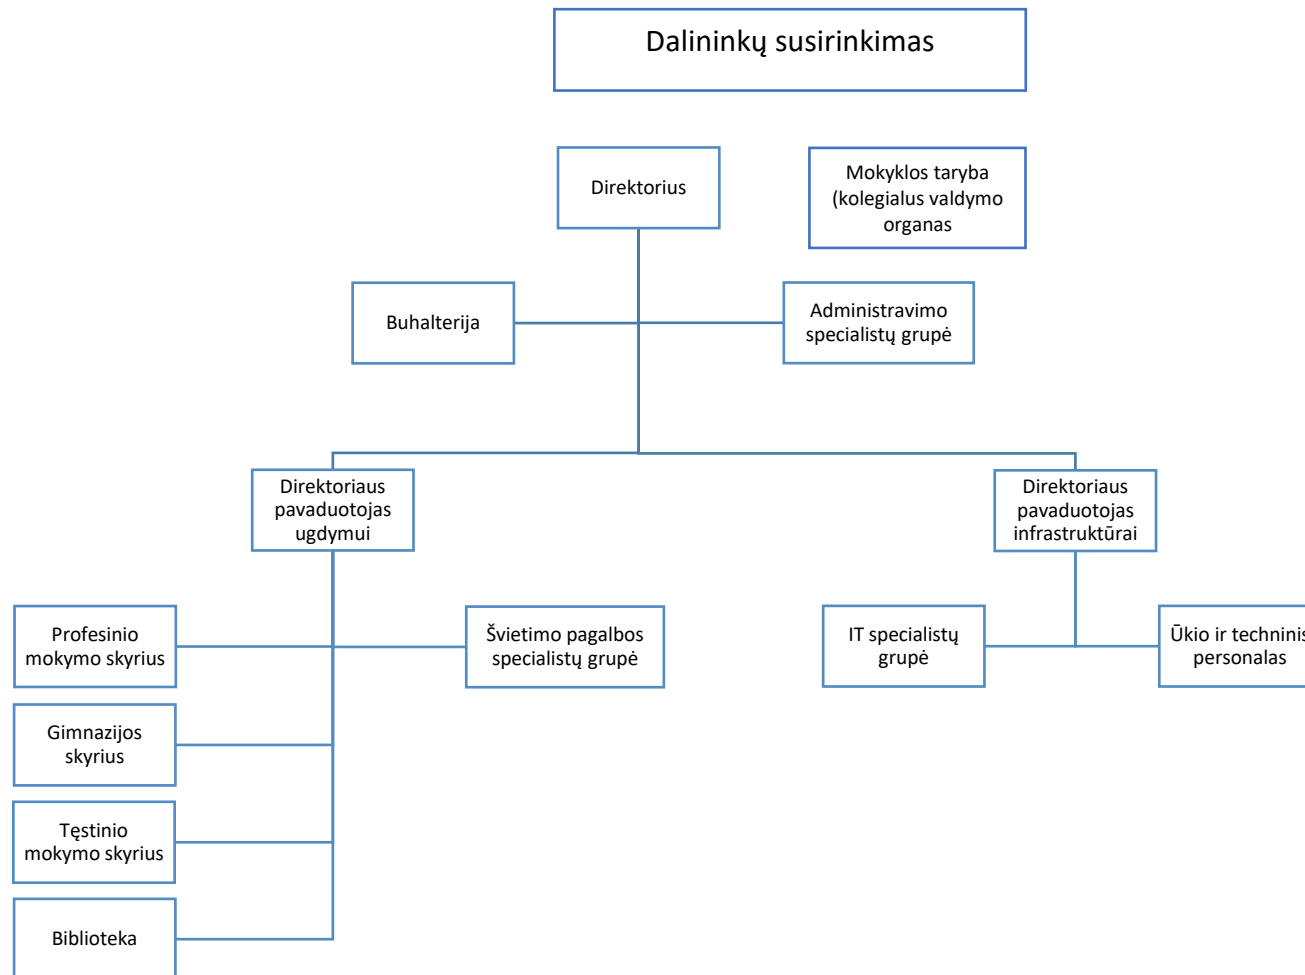 Dalininkų susirinkimas
Direktorius
Mokyklos taryba
(kolegialus valdymo
organas
Buhalterija
Administravimo
specialistų grupė
Direktoriaus
pavaduotojas
ugdymui
Direktoriaus
pavaduotojas
infrastruktūrai
Profesinio
mokymo skyrius
Švietimo pagalbos
specialistų grupė
IT specialistų
grupė
Ūkio ir techninis
personalas
Gimnazijos
skyrius
Tęstinio
mokymo skyrius
Biblioteka